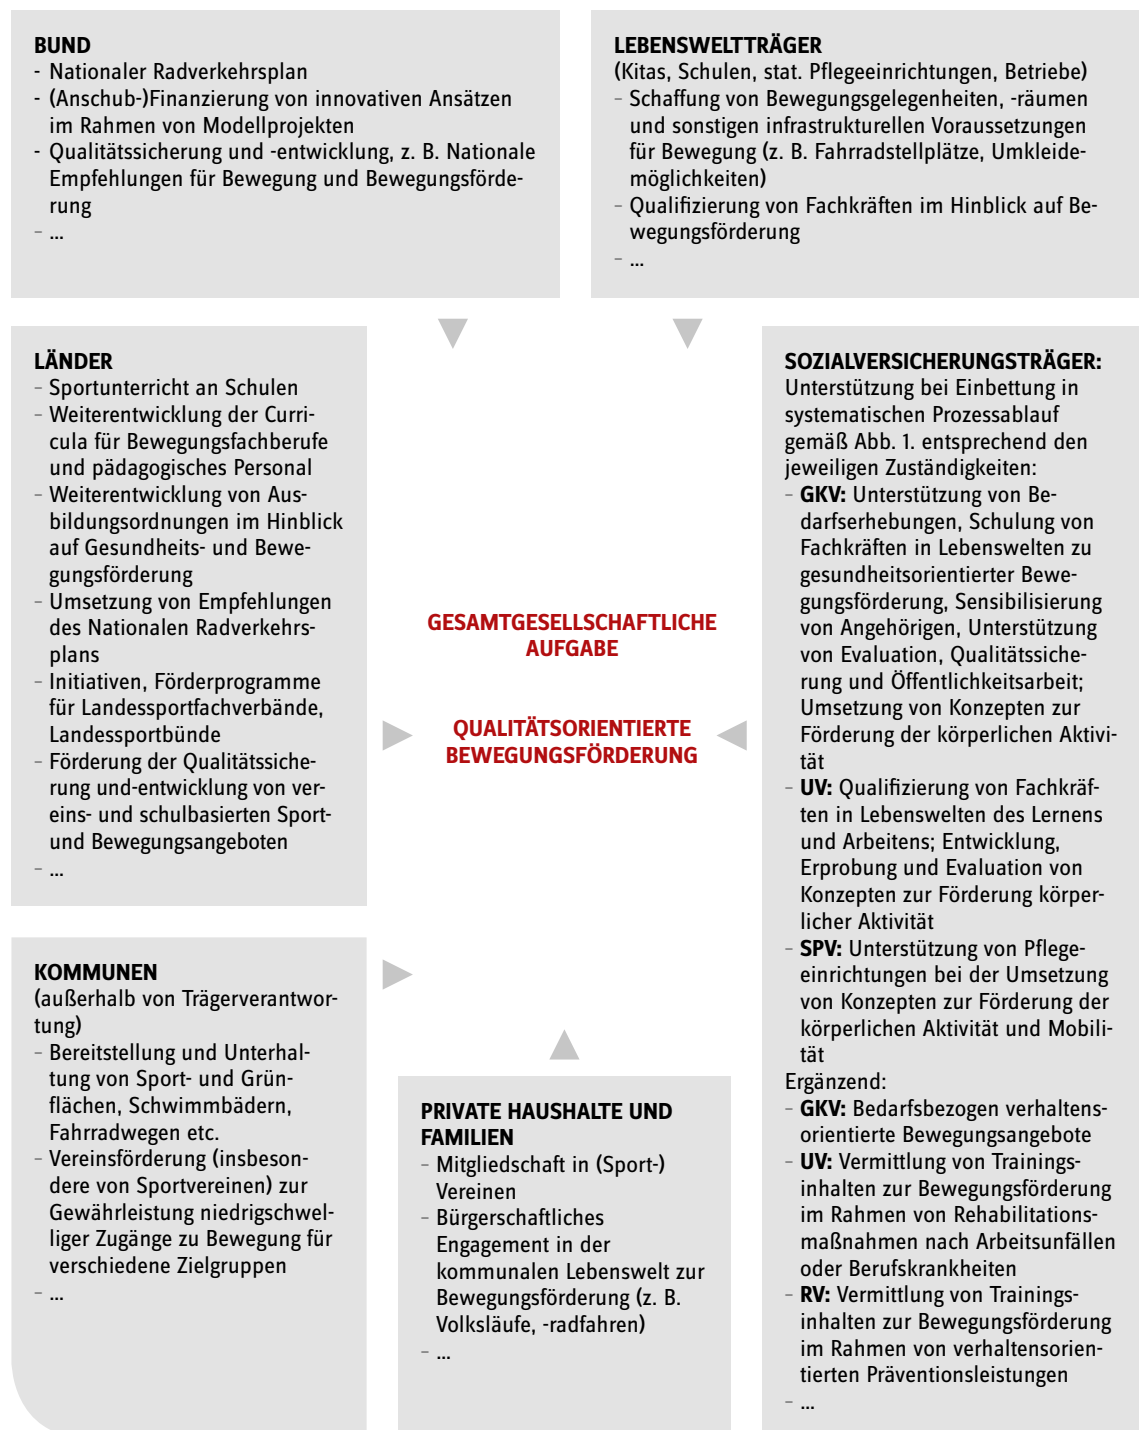 BUND
- Nationaler Radverkehrsplan
- (Anschub-)Finanzierung von innovativen Ansätzen
im Rahmen von Modellprojekten
- Qualitätssicherung und -entwicklung, z. B. Nationale
Empfehlungen für Bewegung und Bewegungsförde-
rung
- ...
LEBENSWELTTRÄGER
(Kitas, Schulen, stat. Pflegeeinrichtungen, Betriebe)
- Schaffung von Bewegungsgelegenheiten, -räumen
und sonstigen infrastrukturellen Voraussetzungen
für Bewegung (z. B. Fahrradstellplätze, Umkleide-
möglichkeiten)
- Qualifizierung von Fachkräften im Hinblick auf Be-
wegungsförderung
- ...
LÄNDER
- Sportunterricht an Schulen
- Weiterentwicklung der Curri-
cula für Bewegungsfachberufe
und pädagogisches Personal
- Weiterentwicklung von Aus-
bildungsordnungen im Hinblick
auf Gesundheits- und Bewe-
gungsförderung
- Umsetzung von Empfehlungen
des Nationalen Radverkehrs-
plans
- Initiativen, Förderprogramme
für Landessportfachverbände,
Landessportbünde
- Förderung der Qualitätssiche-
rung und-entwicklung von ver-
eins- und schulbasierten Sport-
und Bewegungsangeboten
- ...
GESAMTGESELLSCHAFTLICHE
AUFGABE
QUALITÄTSORIENTIERTE
BEWEGUNGSFÖRDERUNG
SOZIALVERSICHERUNGSTRÄGER:
Unterstützung bei Einbettung in
systematischen Prozessablauf
gemäß Abb. 1. entsprechend den
jeweiligen Zuständigkeiten:
- GKV: Unterstützung von Be-
darfserhebungen, Schulung von
Fachkräften in Lebenswelten zu
gesundheitsorientierter Bewe-
gungsförderung, Sensibilisierung
von Angehörigen, Unterstützung
von Evaluation, Qualitätssiche-
rung und Öffentlichkeitsarbeit;
Umsetzung von Konzepten zur
Förderung der körperlichen Aktivi-
tät
- UV: Qualifizierung von Fachkräf-
ten in Lebenswelten des Lernens
und Arbeitens; Entwicklung,
Erprobung und Evaluation von
Konzepten zur Förderung körper-
licher Aktivität
- SPV: Unterstützung von Pflege-
einrichtungen bei der Umsetzung
von Konzepten zur Förderung der
körperlichen Aktivität und Mobili-
tät
Ergänzend:
- GKV: Bedarfsbezogen verhaltens-
orientierte Bewegungsangebote
- UV: Vermittlung von Trainings-
inhalten zur Bewegungsförderung
im Rahmen von Rehabilitations-
maßnahmen nach Arbeitsunfällen
oder Berufskrankheiten
- RV: Vermittlung von Trainings-
inhalten zur Bewegungsförderung
im Rahmen von verhaltensorien-
tierten Präventionsleistungen
- ...
KOMMUNEN
(außerhalb von Trägerverantwor-
tung)
- Bereitstellung und Unterhal-
tung von Sport- und Grün-
flächen, Schwimmbädern,
Fahrradwegen etc.
- Vereinsförderung (insbeson-
dere von Sportvereinen) zur
Gewährleistung niedrigschwel-
liger Zugänge zu Bewegung für
verschiedene Zielgruppen
- ...
PRIVATE HAUSHALTE UND
FAMILIEN
- Mitgliedschaft in (Sport-)
Vereinen
- Bürgerschaftliches
Engagement in der
kommunalen Lebenswelt zur
Bewegungsförderung (z. B.
Volksläufe, -radfahren)
- ...